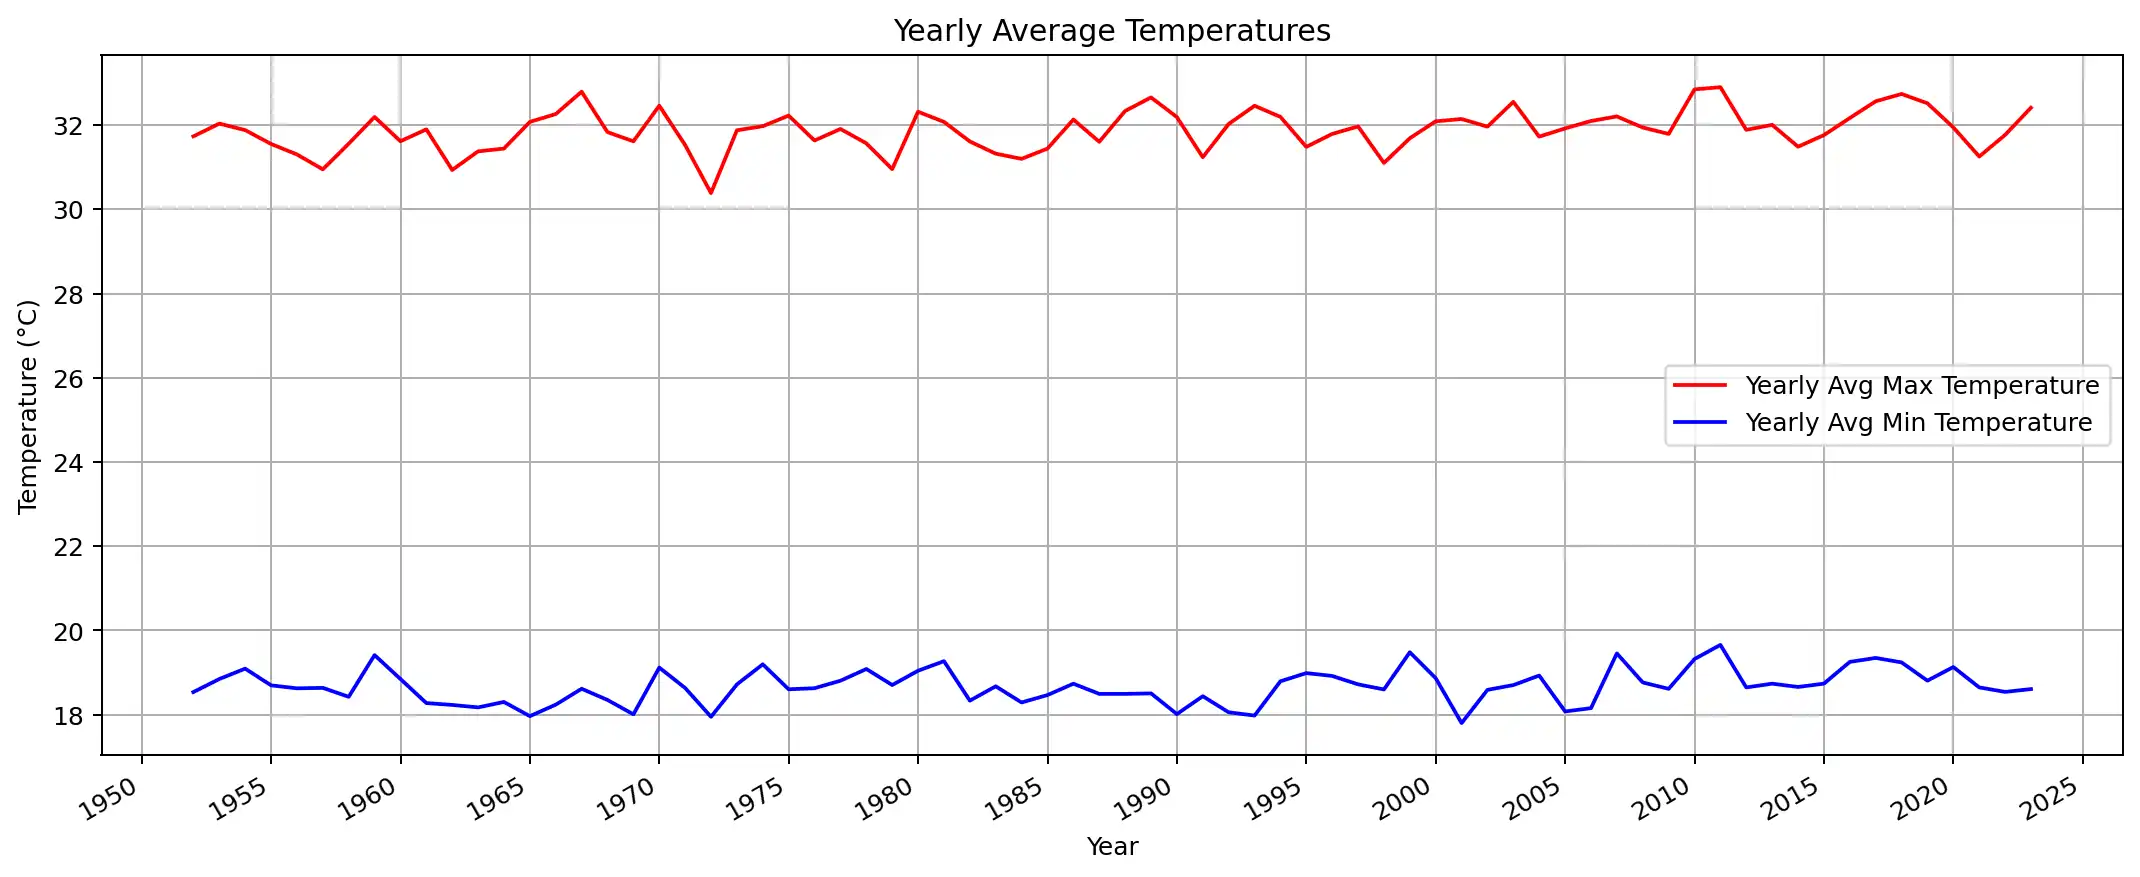 Yearly Average Temperatures
32
30
28
26
24
22
20
18
Temperature (°C)
Yearly Avg Max Temperature
Yearly Avg Min Temperature
1950 1955 1960 1965 1970 1975 1980 1985 1990 1995 2000 2005 2010 2015 2020 2025
Year